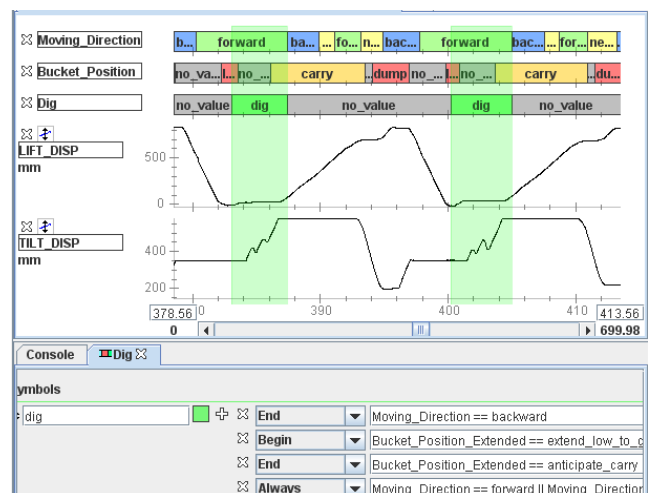 Moving_Direction b... forward ba... ... fo... n... bac... forward bac... ... for... ne... .
Bucket_Position no_va... l... no_... carry ... dump no_... l... no_... carry ... du...
Dig no_value dig no_value dig no_value
LIFT_DISP
mm
500
0
TILT_DISP
mm
400
200
378.56 0 390 400 410 413.56
0 699.98
Console Dig
ymbols
dig End Moving_Direction == backward
Begin Bucket_Position_Extended == extend_low_to_c
End Bucket_Position_Extended == anticipate_carry
Always Moving_Direction == forward || Moving_Direction